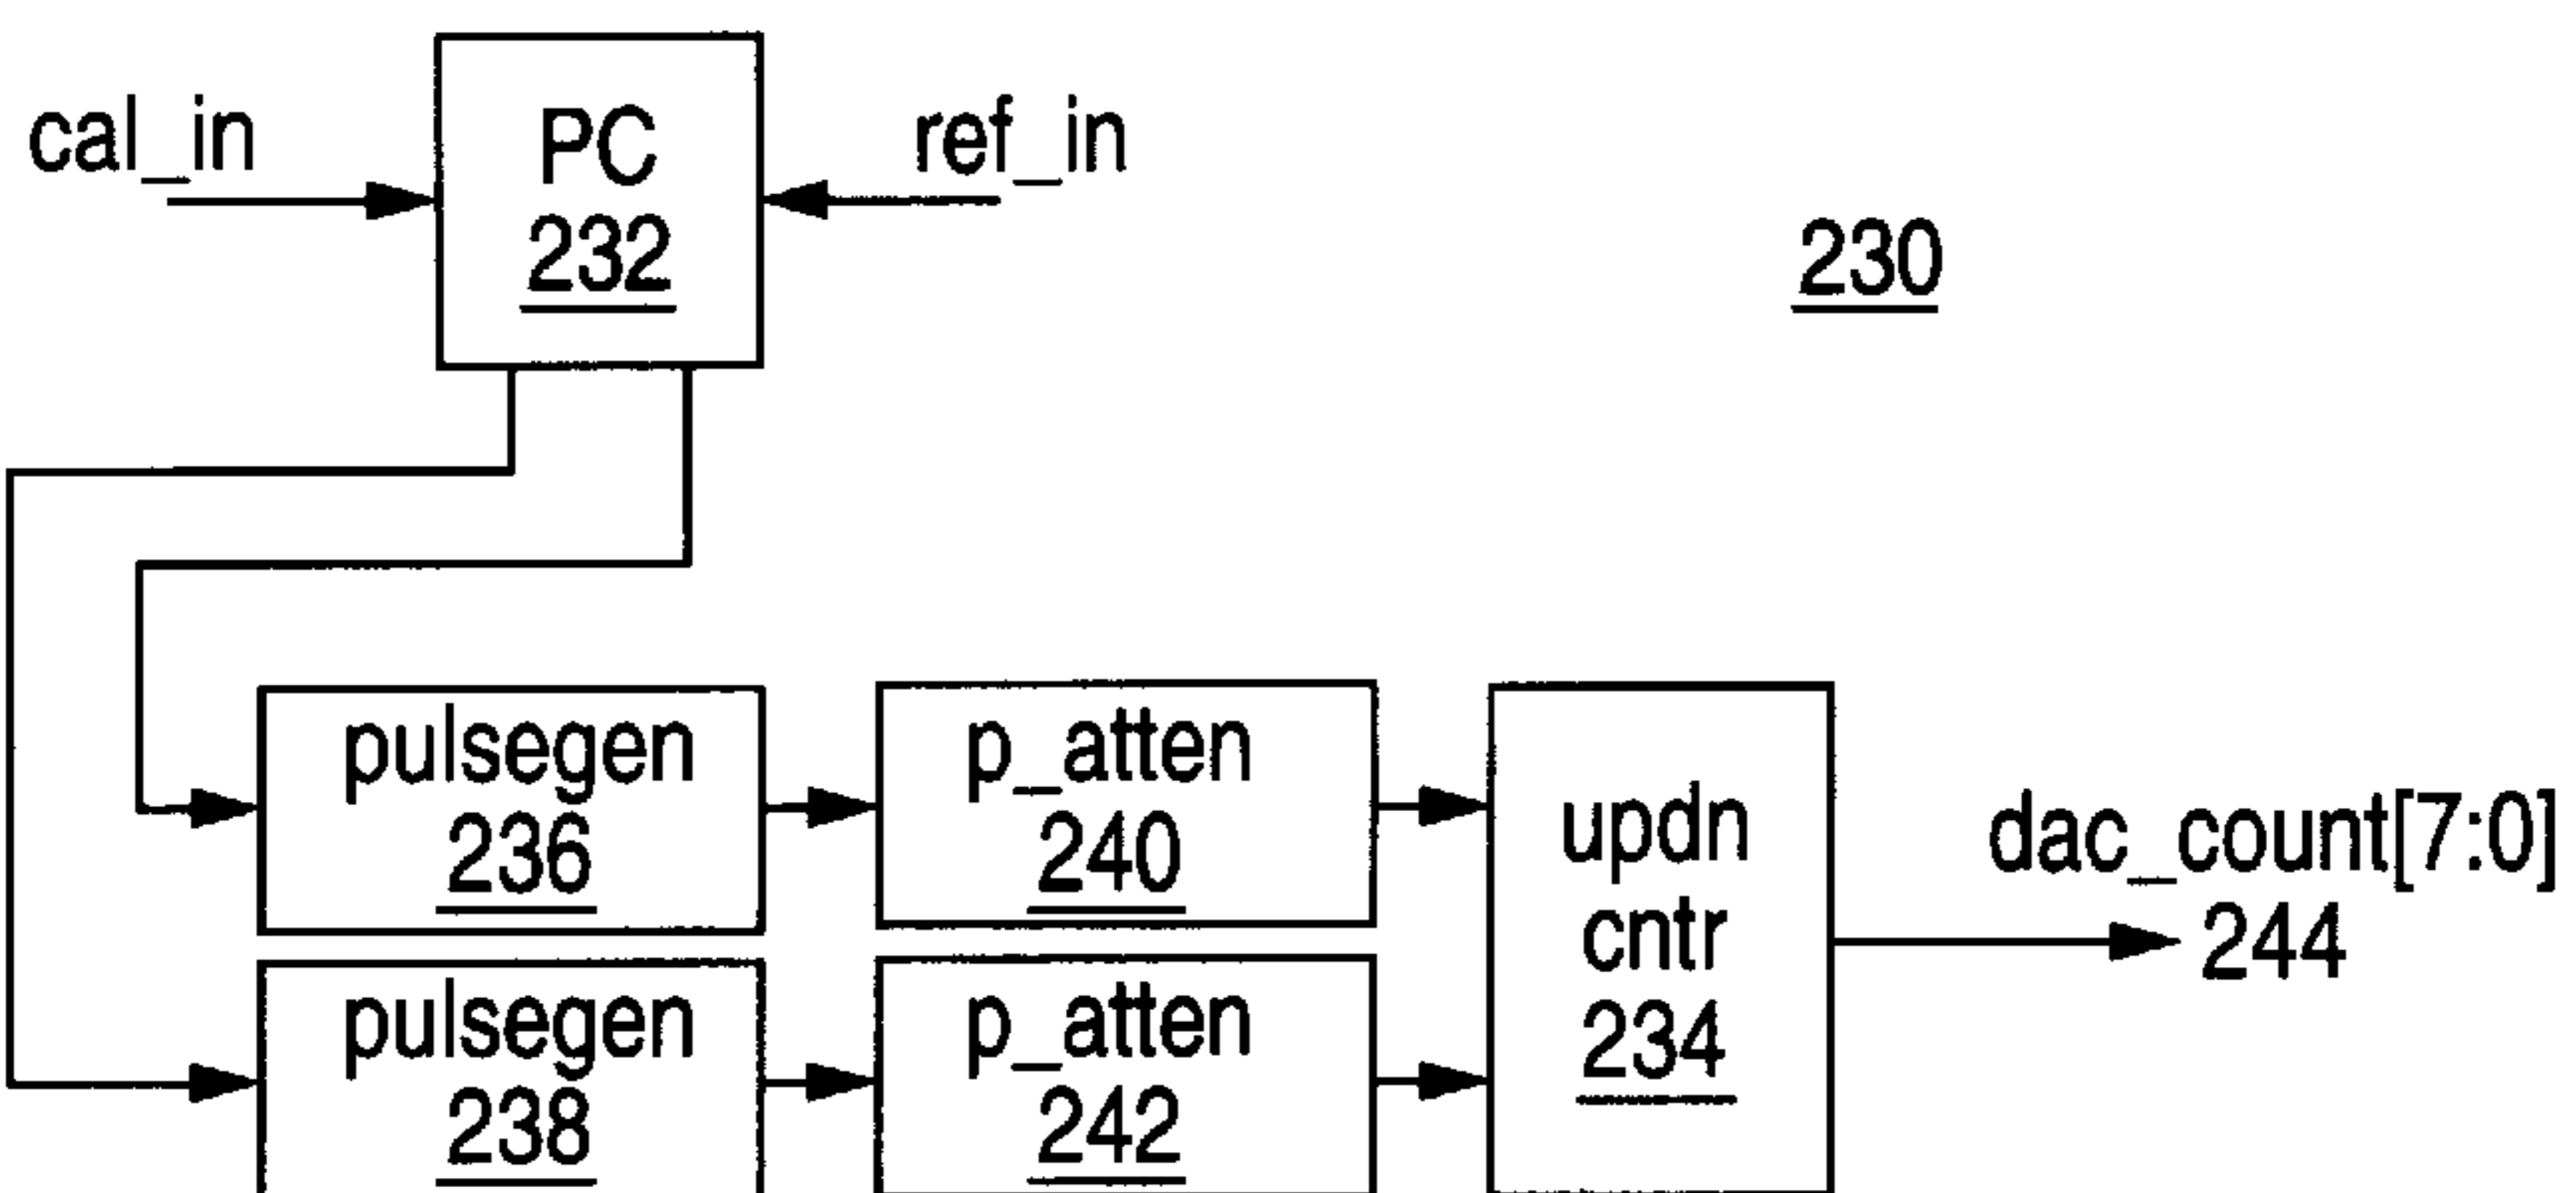 cal_in
PC
232
ref_in
230
pulsegen
236
p_atten
240
pulsegen
238
p_atten
242
updn
cntr
234
dac_count[7:0]
244